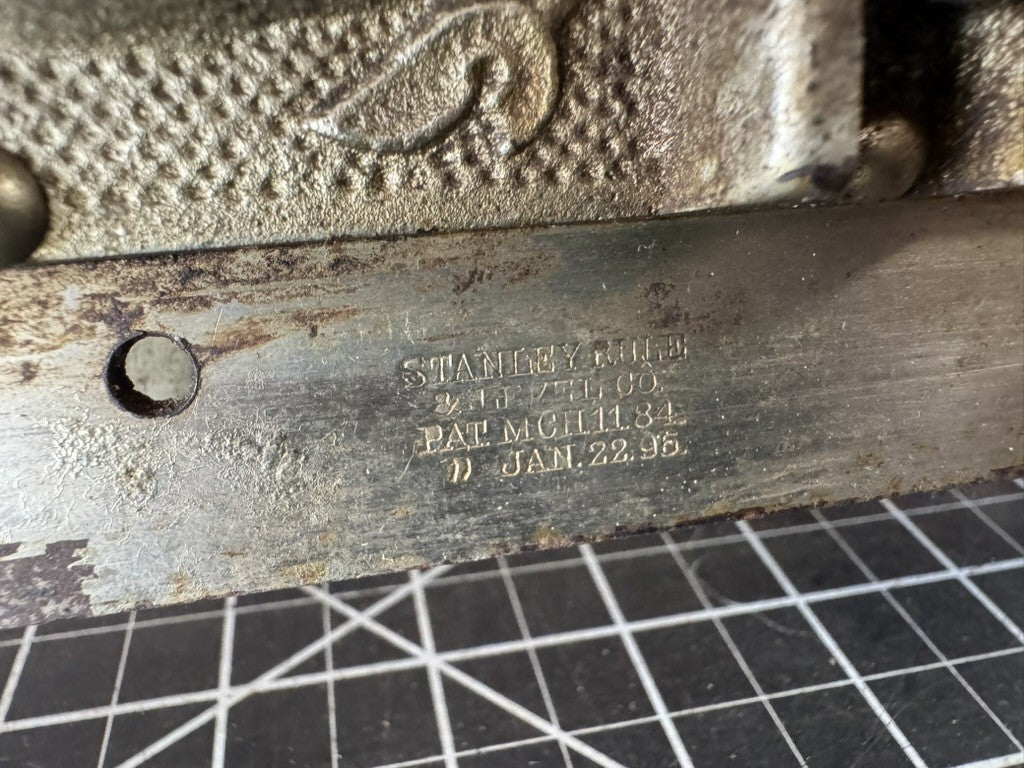 STANLEY RULE
& LEVEL CO.
PAT. MCH.11.84.
" JAN.22.95.